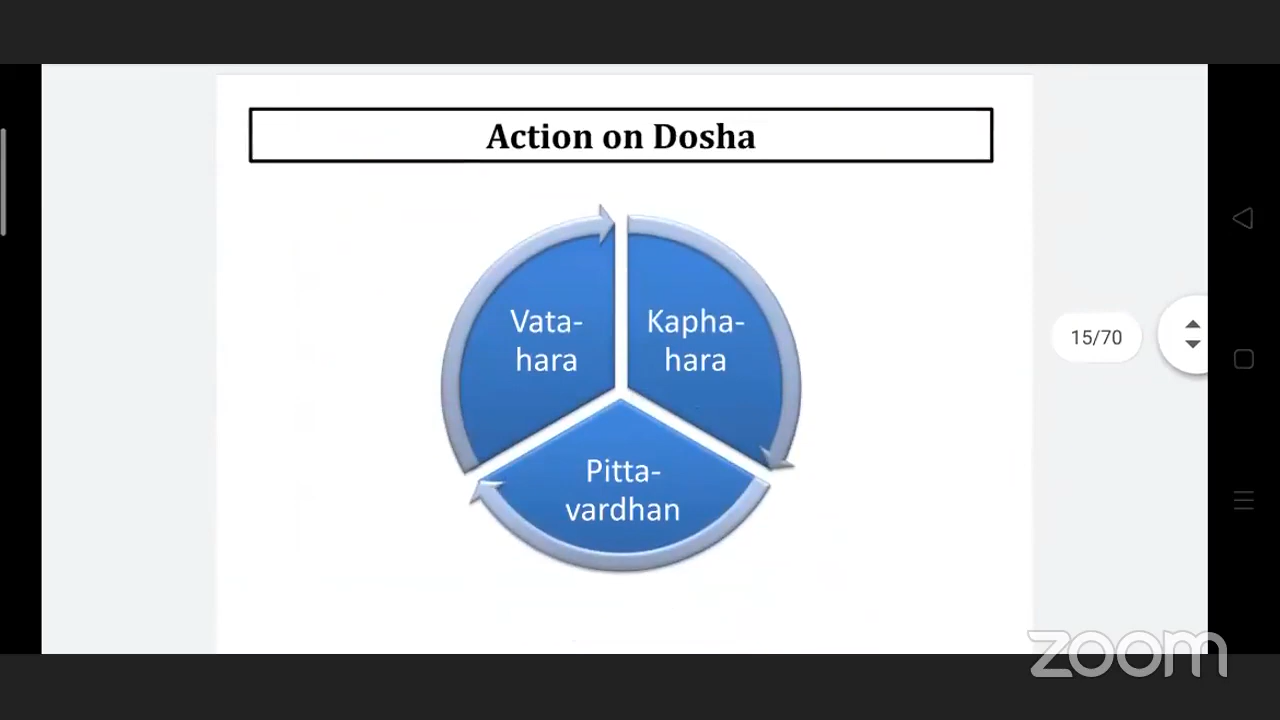 Action on Dosha
Vata-
hara
Kapha-
hara
Pitta-
vardhan
15/70
zoom